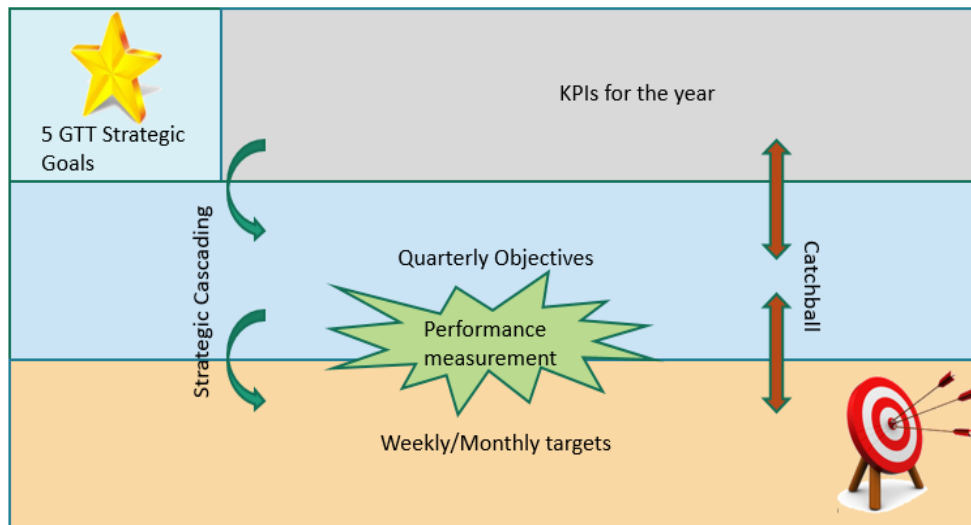 5 GTT Strategic
Goals
KPIs for the year
Strategic Cascading
Quarterly Objectives
Catchball
Performance
measurement
Weekly/Monthly targets